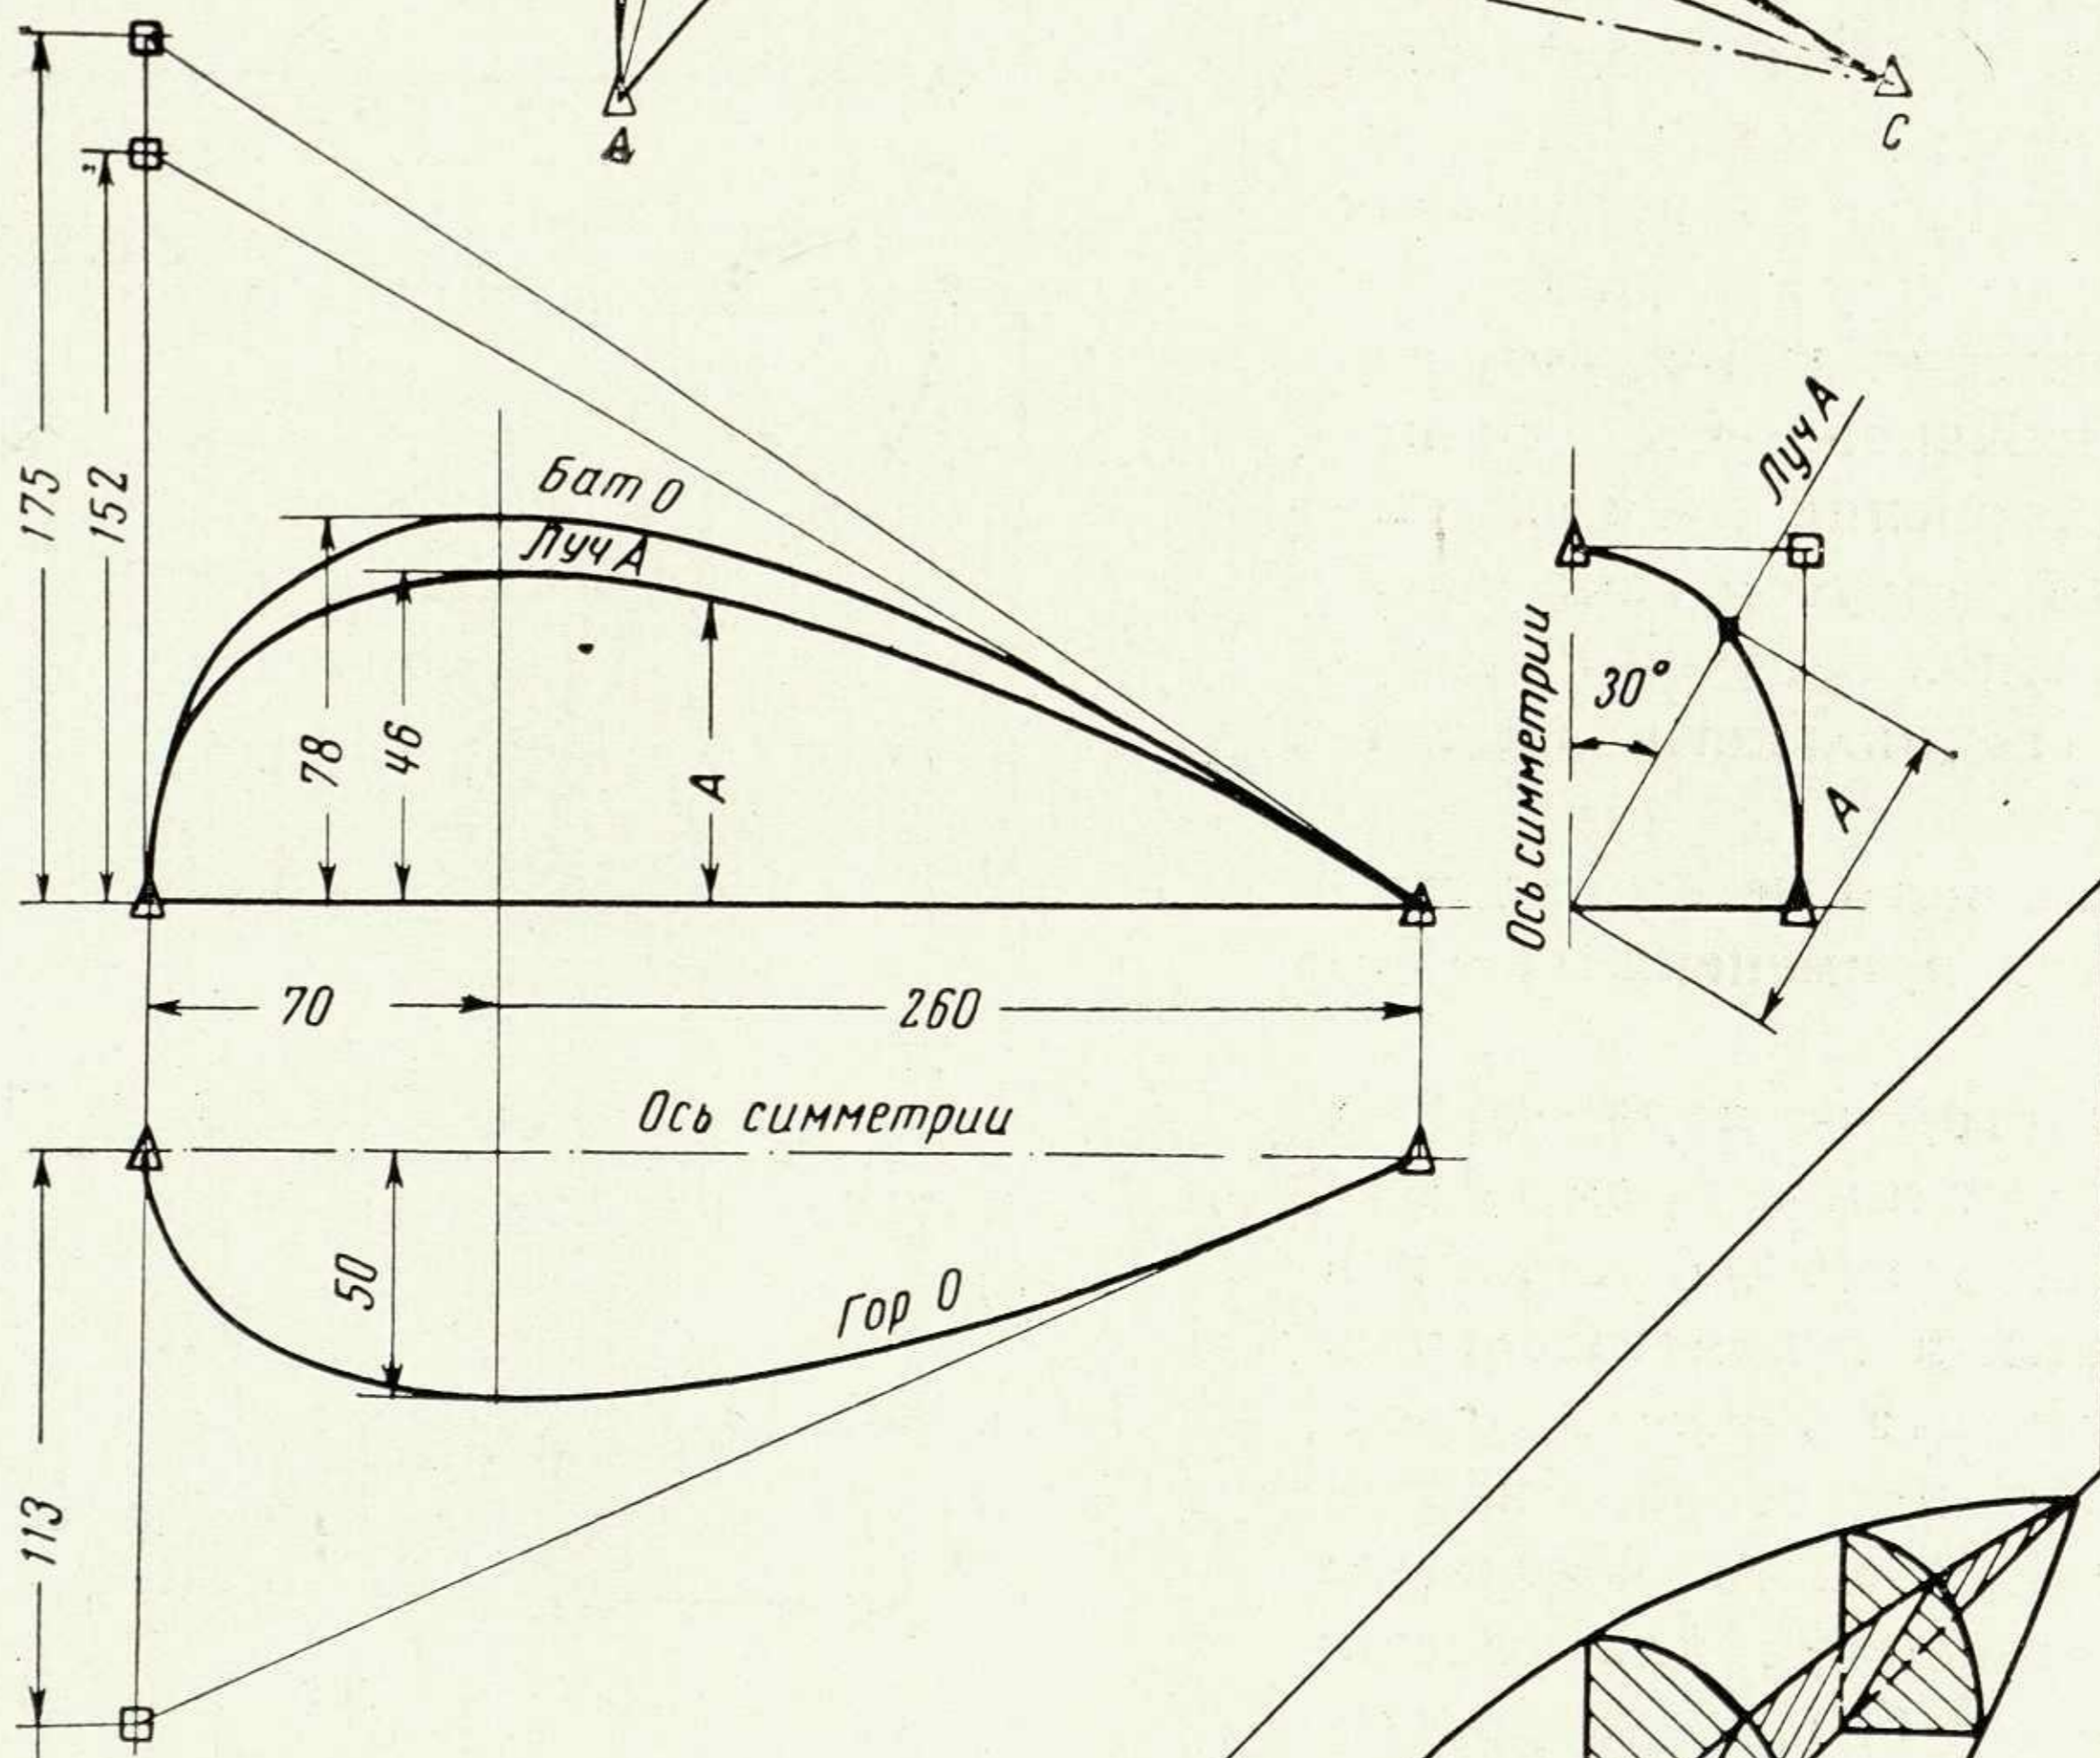 A
C
175
152
Бат 0
Луч А
78
46
А
70
260
Луч А
Ось симметрии
30°
А
Ось симметрии
50
Гор 0
113